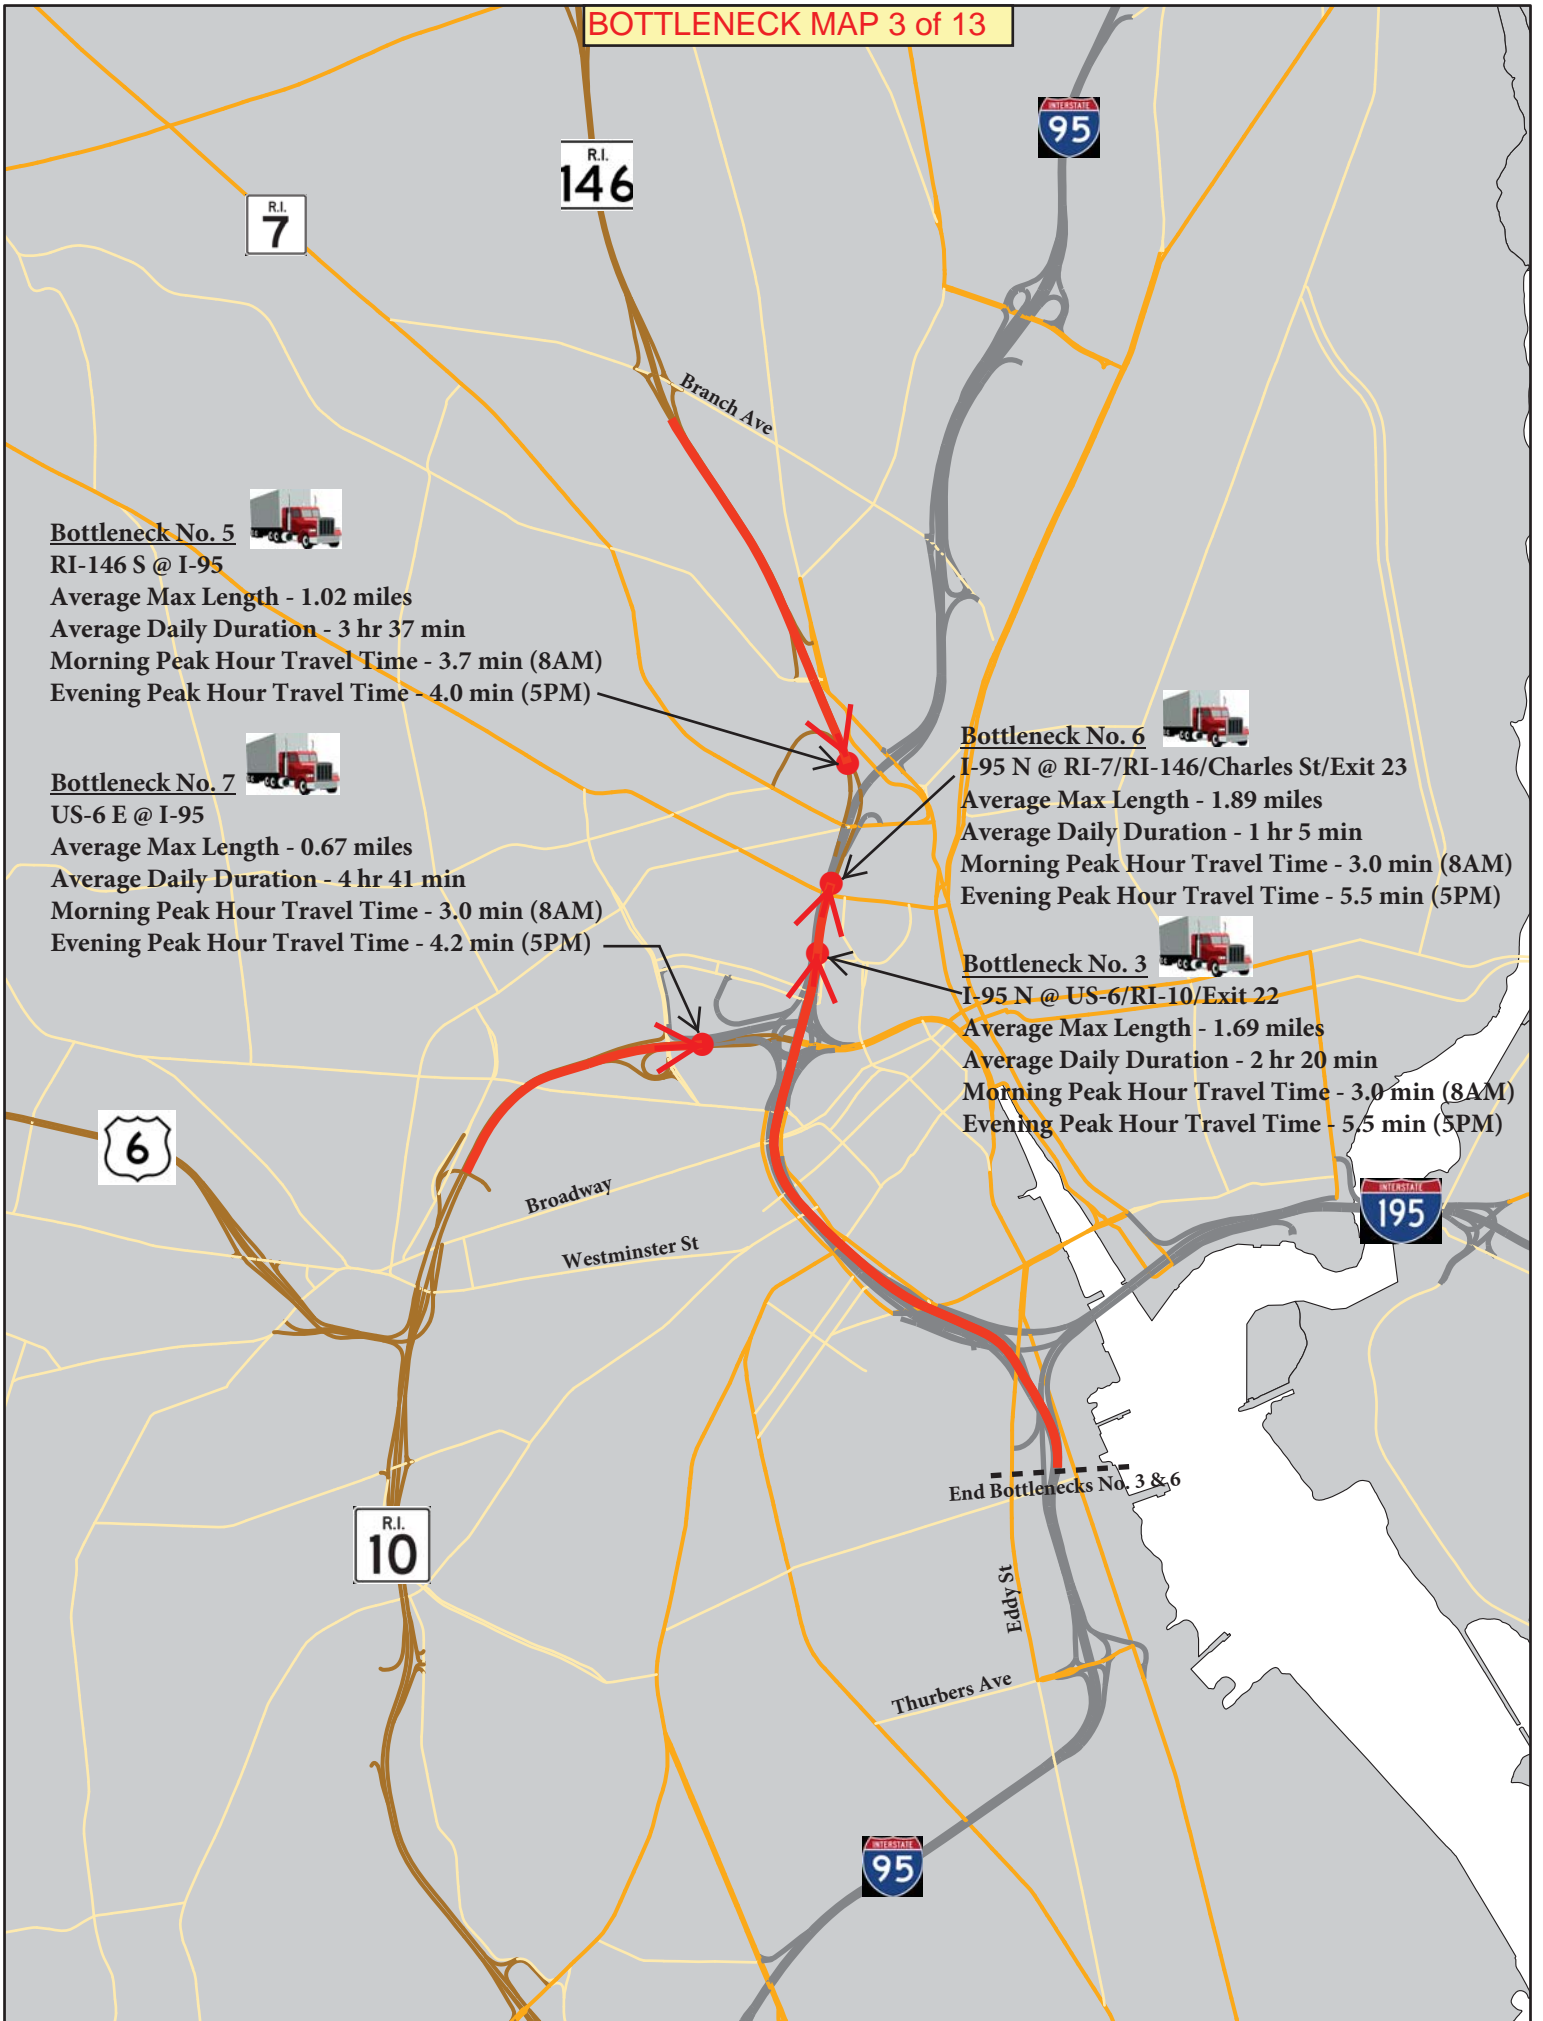 BOTTLENECK MAP 3 of 13
INTERSTATE
95
R.I.
146
R.I.
7
Branch Ave
Bottleneck No. 5
RI-146 S @ I-95
Average Max Length - 1.02 miles
Average Daily Duration - 3 hr 37 min
Morning Peak Hour Travel Time - 3.7 min (8AM)
Evening Peak Hour Travel Time - 4.0 min (5PM)
Bottleneck No. 7
US-6 E @ I-95
Average Max Length - 0.67 miles
Average Daily Duration - 4 hr 41 min
Morning Peak Hour Travel Time - 3.0 min (8AM)
Evening Peak Hour Travel Time - 4.2 min (5PM)
Bottleneck No. 6
I-95 N @ RI-7/RI-146/Charles St/Exit 23
Average Max Length - 1.89 miles
Average Daily Duration - 1 hr 5 min
Morning Peak Hour Travel Time - 3.0 min (8AM)
Evening Peak Hour Travel Time - 5.5 min (5PM)
Bottleneck No. 3
I-95 N @ US-6/RI-10/Exit 22
Average Max Length - 1.69 miles
Average Daily Duration - 2 hr 20 min
Morning Peak Hour Travel Time - 3.0 min (8AM)
Evening Peak Hour Travel Time - 5.5 min (5PM)
6
Broadway
Westminster St
INTERSTATE
195
End Bottlenecks No. 3 & 6
R.I.
10
Eddy St
Thurbers Ave
INTERSTATE
95